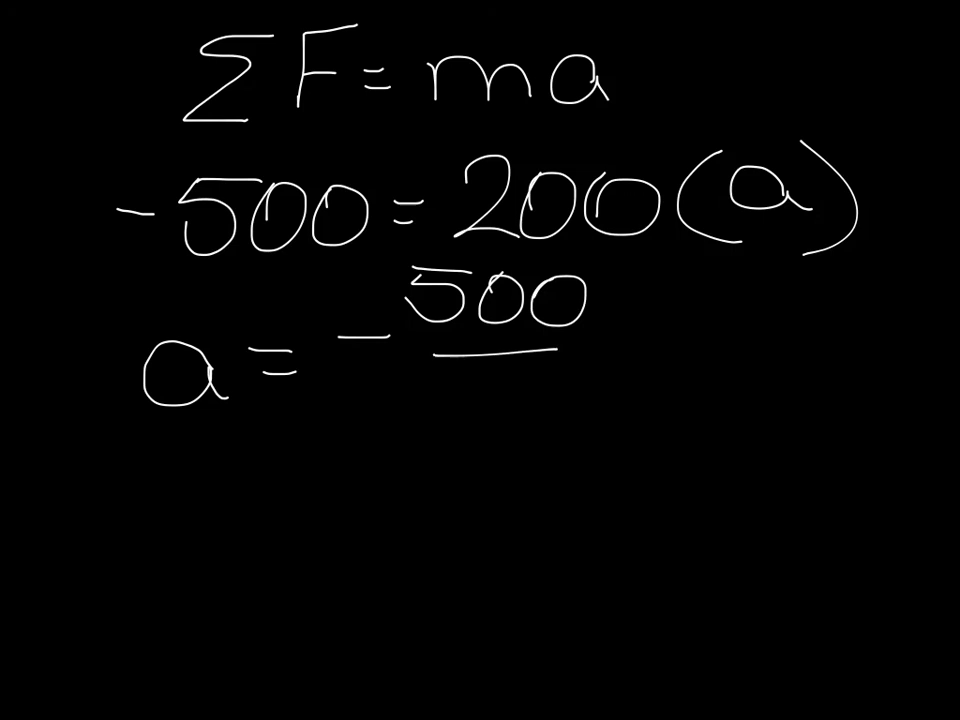 ΣF = ma
-500 = 200(a)
a = - 500